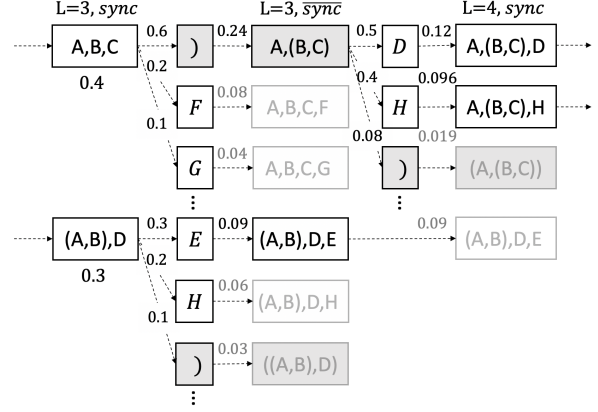 L=3, sync L=3, \overline{sync} L=4, sync
A,B,C 0.6 ) 0.24 A,(B,C) 0.5 D 0.12 A,(B,C),D
0.4 0.2 F 0.08 A,B,C,F 0.4 H 0.096 A,(B,C),H
0.1 G 0.04 A,B,C,G 0.08 ) 0.019 (A,(B,C))
⋮ ⋮
(A,B),D 0.3 E 0.09 (A,B),D,E 0.09 (A,B),D,E
0.3 0.2 H 0.06 (A,B),D,H
0.1 ) 0.03 ((A,B),D)
⋮